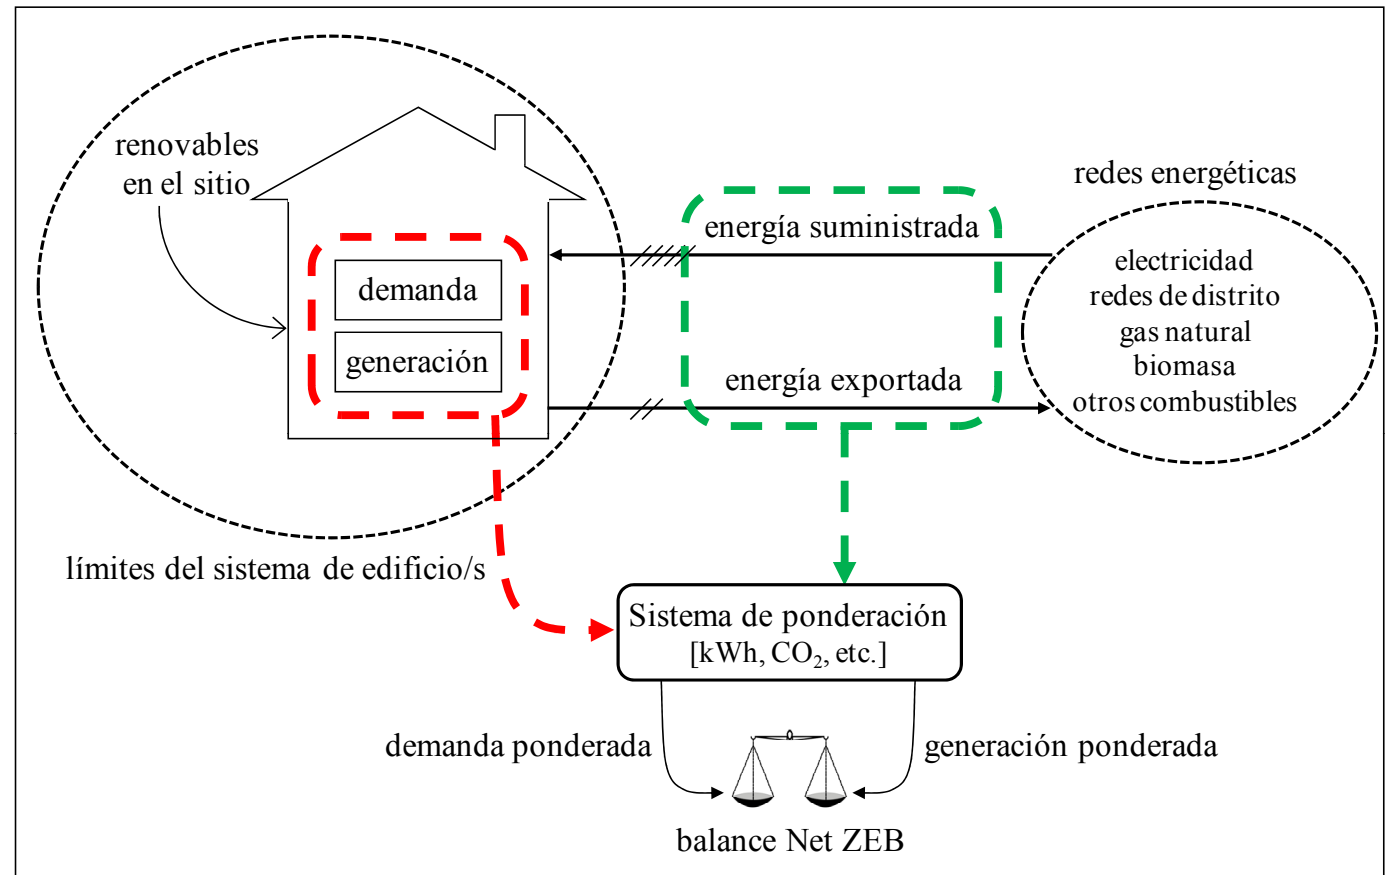 renovables
en el sitio
demanda
generación
límites del sistema de edificio/s
energía suministrada
energía exportada
redes energéticas
electricidad
redes de distrito
gas natural
biomasa
otros combustibles
Sistema de ponderación
[kWh, CO₂, etc.]
demanda ponderada
generación ponderada
balance Net ZEB